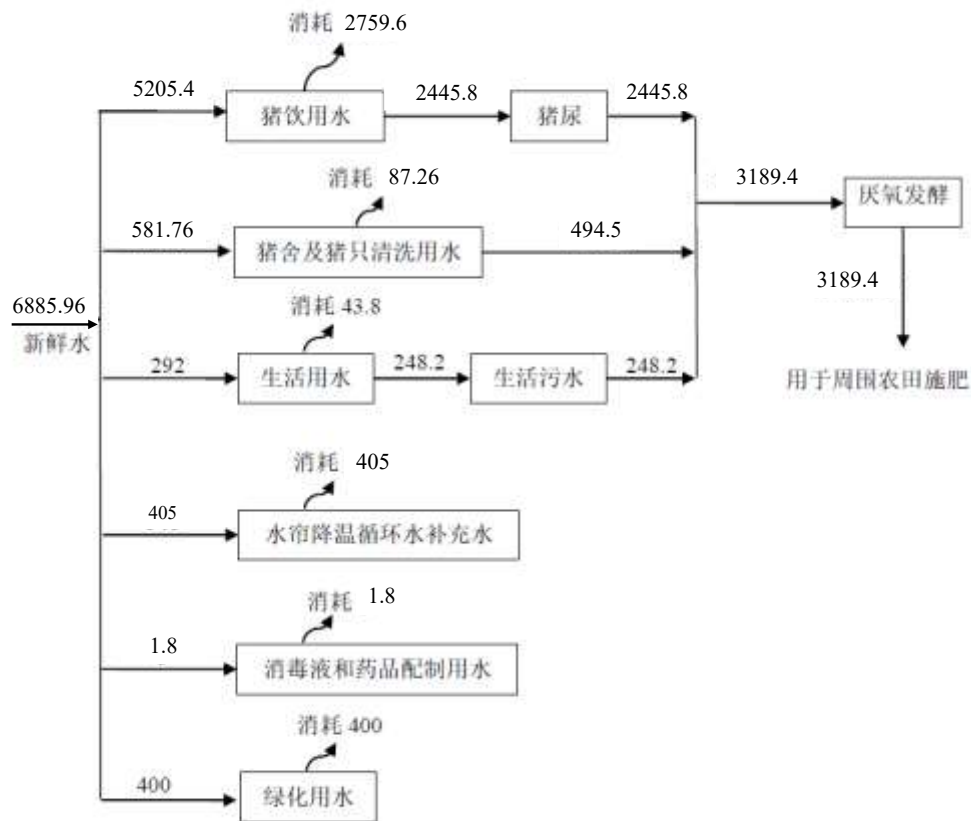 消耗 2759.6
5205.4
猪饮用水
2445.8
猪尿
2445.8
消耗 87.26
581.76
猪舍及猪只清洗用水
494.5
3189.4
厌氧发酵
3189.4
用于周围农田施肥
6885.96
新鲜水
消耗 43.8
292
生活用水
248.2
生活污水
248.2
消耗 405
405
水帘降温循环水补充水
消耗 1.8
1.8
消毒液和药品配制用水
消耗 400
400
绿化用水